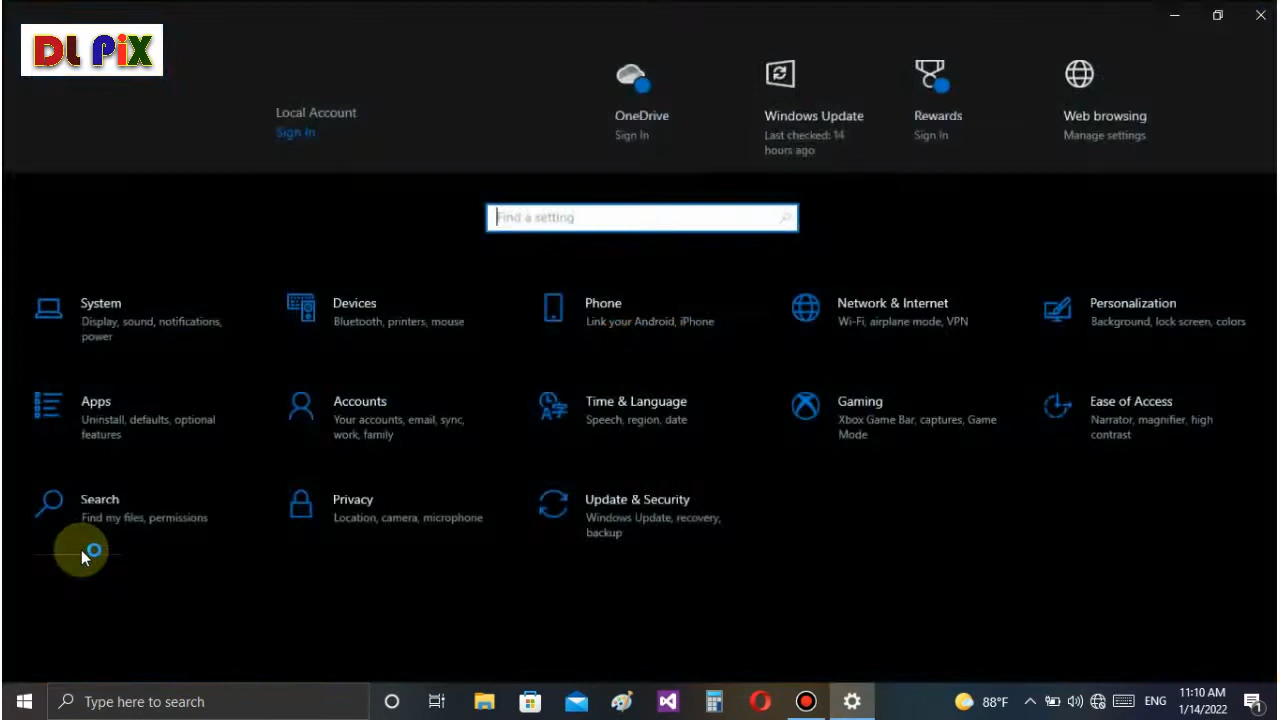 DL PiX
Local Account
Sign in
OneDrive
Sign In
Windows Update
Last checked: 14
hours ago
Rewards
Sign In
Web browsing
Manage settings
Find a setting
System
Display, sound, notifications,
power
Devices
Bluetooth, printers, mouse
Phone
Link your Android, iPhone
Network & Internet
Wi-Fi, airplane mode, VPN
Personalization
Background, lock screen, colors
Apps
Uninstall, defaults, optional
features
Accounts
Your accounts, email, sync,
work, family
Time & Language
Speech, region, date
Gaming
Xbox Game Bar, captures, Game
Mode
Ease of Access
Narrator, magnifier, high
contrast
Search
Find my files, permissions
Privacy
Location, camera, microphone
Update & Security
Windows Update, recovery,
backup
Type here to search
88°F
ENG
11:10 AM
1/14/2022
1